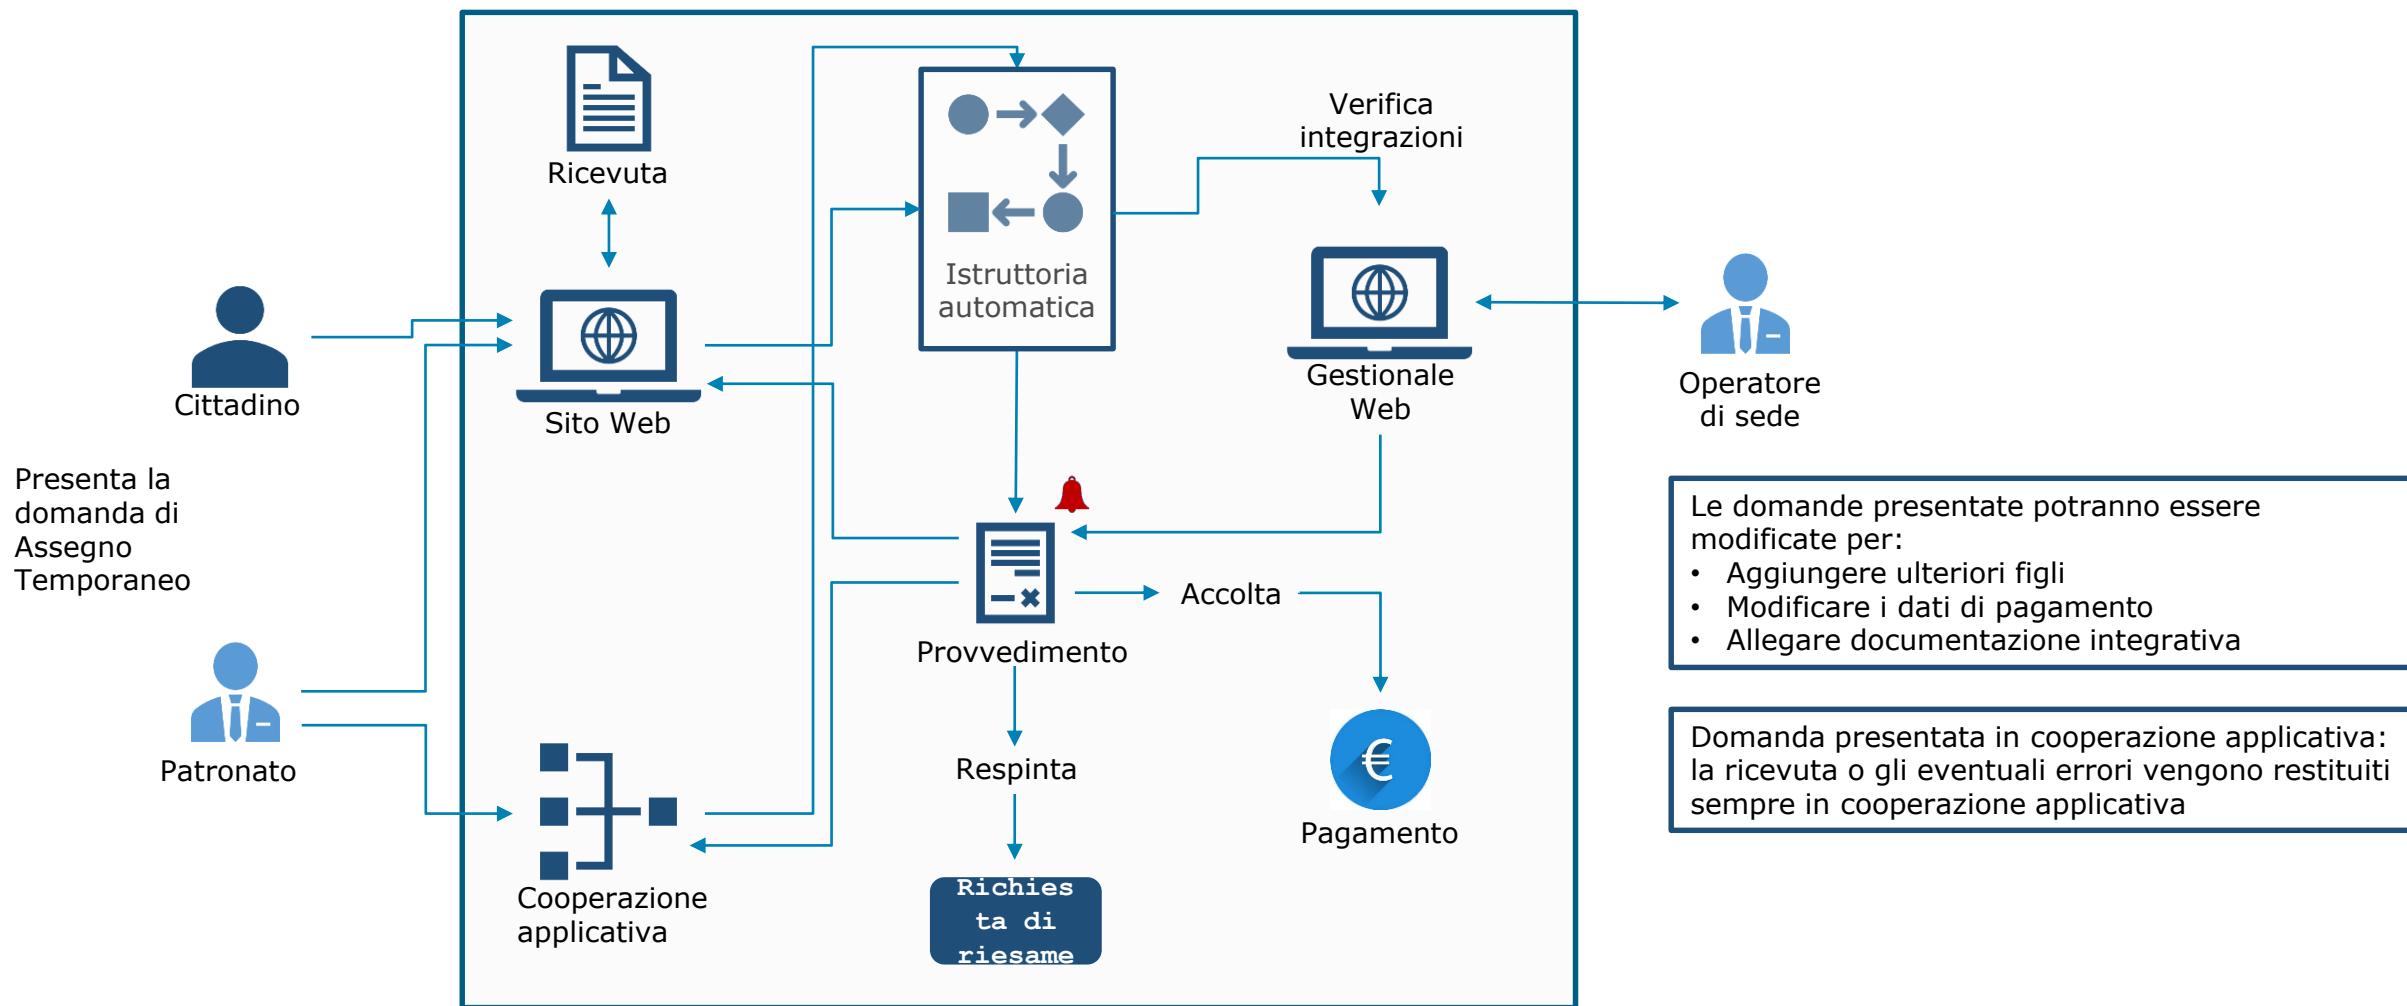 Ricevuta
Verifica
integrazioni
Istruttoria
automatica
Cittadino
Sito Web
Gestionale
Web
Operatore
di sede
Presenta la
domanda di
Assegno
Temporaneo
Le domande presentate potranno essere
modificate per:
• Aggiungere ulteriori figli
• Modificare i dati di pagamento
• Allegare documentazione integrativa
Accolta
Provvedimento
Patronato
Respinta
€
Pagamento
Domanda presentata in cooperazione applicativa:
la ricevuta o gli eventuali errori vengono restituiti
sempre in cooperazione applicativa
Cooperazione
applicativa
Richies
ta di
riesame